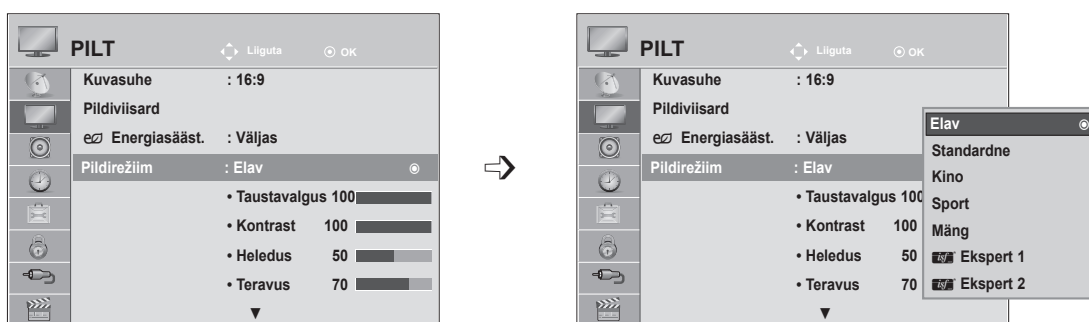 PILT Liiguta OK
Kuvasuhe : 16:9
Pildiviisard
Energiasääst. : Väljas
Pildirežiim : Elav
• Taustavalgus 100
• Kontrast 100
• Heledus 50
• Teravus 70
PILT Liiguta OK
Kuvasuhe : 16:9
Pildiviisard
Energiasääst. : Väljas
Pildirežiim : Elav
• Taustavalgus 100
• Kontrast 100
• Heledus 50
• Teravus 70
Elav
Standardne
Kino
Sport
Mäng
isf Ekspert 1
isf Ekspert 2